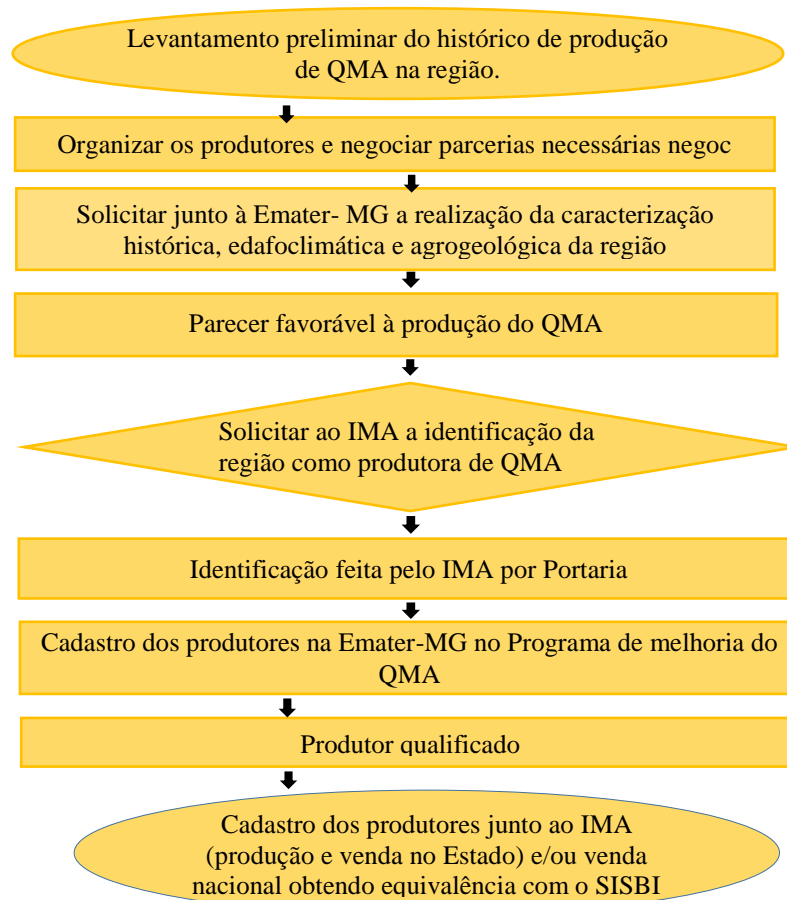 Levantamento preliminar do histórico de produção
de QMA na região.
Organizar os produtores e negociar parcerias necessárias negoc
Solicitar junto à Emater- MG a realização da caracterização
histórica, edafoclimática e agrogeológica da região
Parecer favorável à produção do QMA
Solicitar ao IMA a identificação da
região como produtora de QMA
Identificação feita pelo IMA por Portaria
Cadastro dos produtores na Emater-MG no Programa de melhoria do
QMA
Produtor qualificado
Cadastro dos produtores junto ao IMA
(produção e venda no Estado) e/ou venda
nacional obtendo equivalência com o SISBI